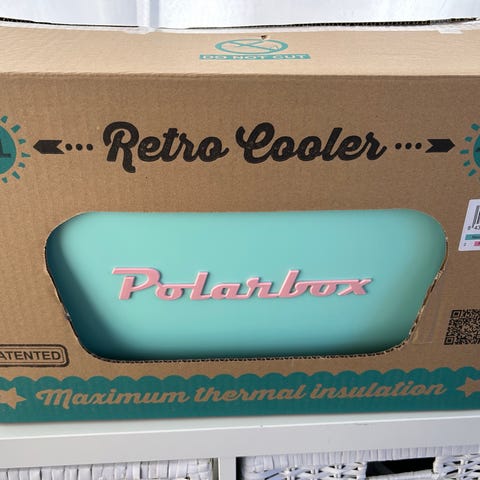 DO NOT CUT
Retro Cooler
Polarbox
PATENTED
Maximum thermal insulation